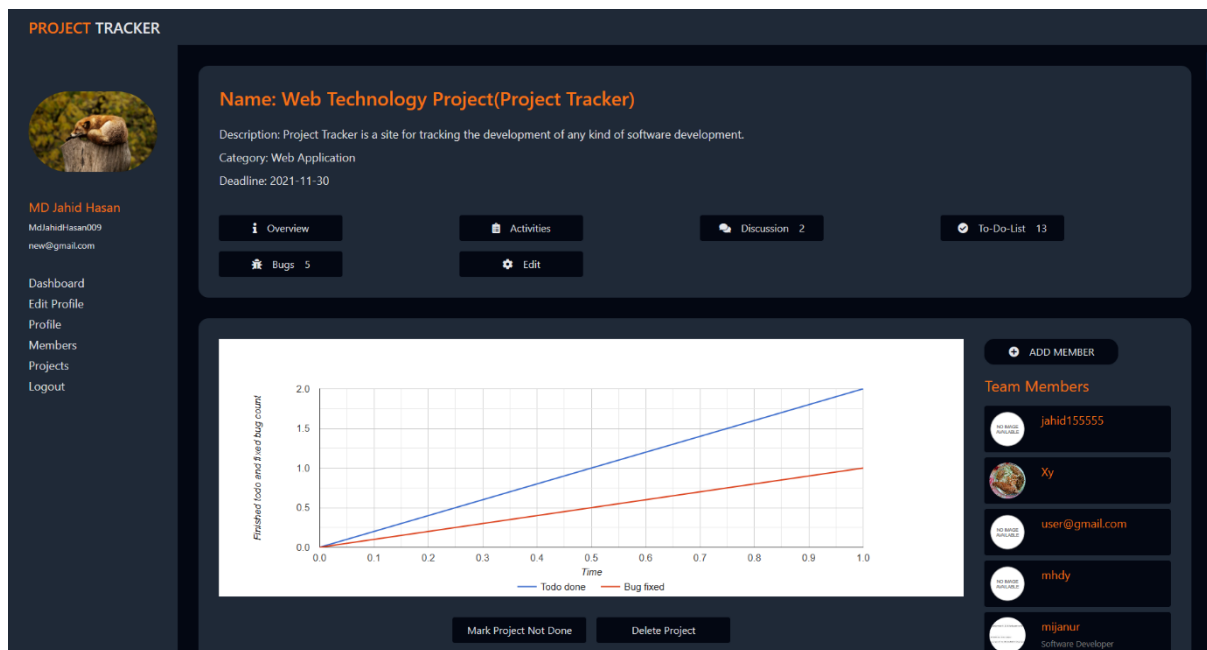 PROJECT TRACKER
MD Jahid Hasan
MdJahidHasan009
new@gmail.com
Dashboard
Edit Profile
Profile
Members
Projects
Logout
Name: Web Technology Project(Project Tracker)
Description: Project Tracker is a site for tracking the development of any kind of software development.
Category: Web Application
Deadline: 2021-11-30
Overview
Activities
Discussion 2
To-Do-List 13
Bugs 5
Edit
Finished todo and fixed bug count
2.0
1.5
1.0
0.5
0.0
0.0 0.1 0.2 0.3 0.4 0.5 0.6 0.7 0.8 0.9 1.0
Time
Todo done Bug fixed
Mark Project Not Done
Delete Project
ADD MEMBER
Team Members
NO IMAGE
AVAILABLE
jahid155555
Xy
NO IMAGE
AVAILABLE
user@gmail.com
NO IMAGE
AVAILABLE
mhdy
mijanur
Software Developer